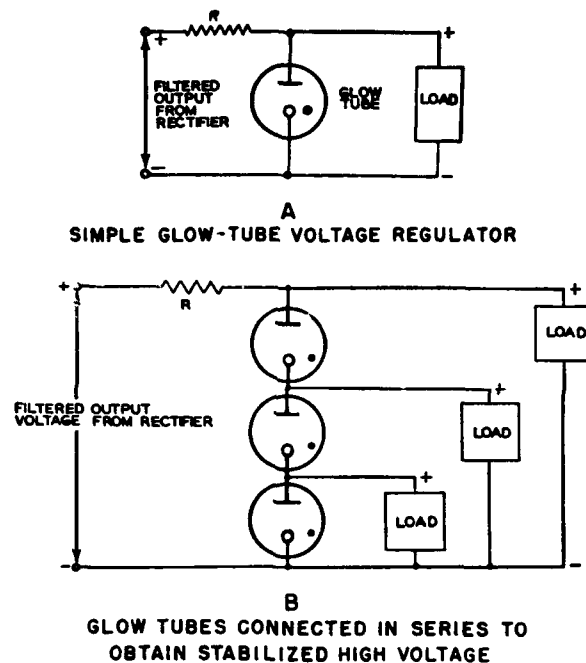 R
+ +
FILTERED
OUTPUT
FROM
RECTIFIER
GLOW
TUBE
LOAD
- -
A
SIMPLE GLOW-TUBE VOLTAGE REGULATOR
+ +
R
LOAD
+
FILTERED OUTPUT
VOLTAGE FROM RECTIFIER
LOAD
+
LOAD
- -
B
GLOW TUBES CONNECTED IN SERIES TO
OBTAIN STABILIZED HIGH VOLTAGE